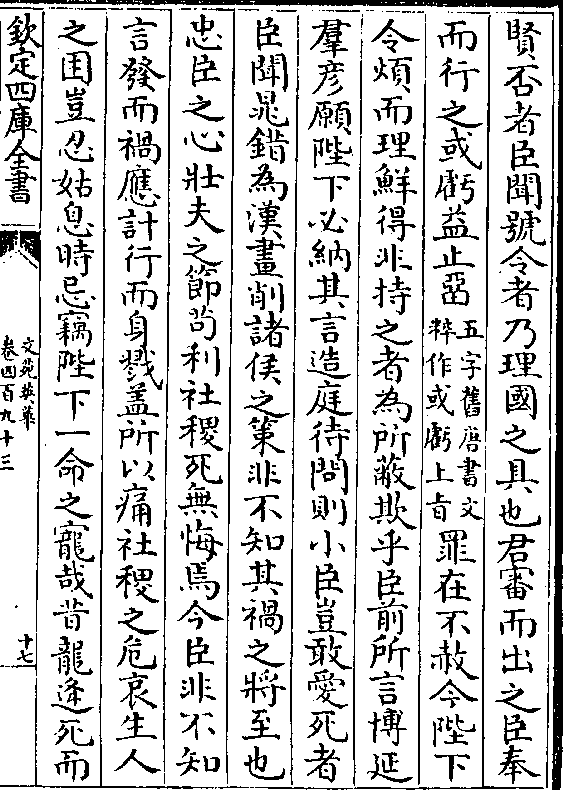 賢否者臣聞號令者乃理國之具也君審而出之臣奉
而行之或虧益止畱五字舊唐書文粹作或虧上旨罪在不赦今陛下
令煩而理鮮得非持之者為所蔽欺乎臣前所言博延
羣彥願陛下必納其言造庭待問則小臣豈敢愛死者
臣聞晁錯為漢畫削諸侯之策非不知其禍之將至也
忠臣之心壯夫之節茍利社稷死無悔焉今臣非不知
言發而禍應計行而身戮盖所以痛社稷之危哀生人
之困豈忍姑息時忌竊陛下一命之寵哉昔龍逄死而
欽定四庫全書
文苑英華
卷四百九十三
十七